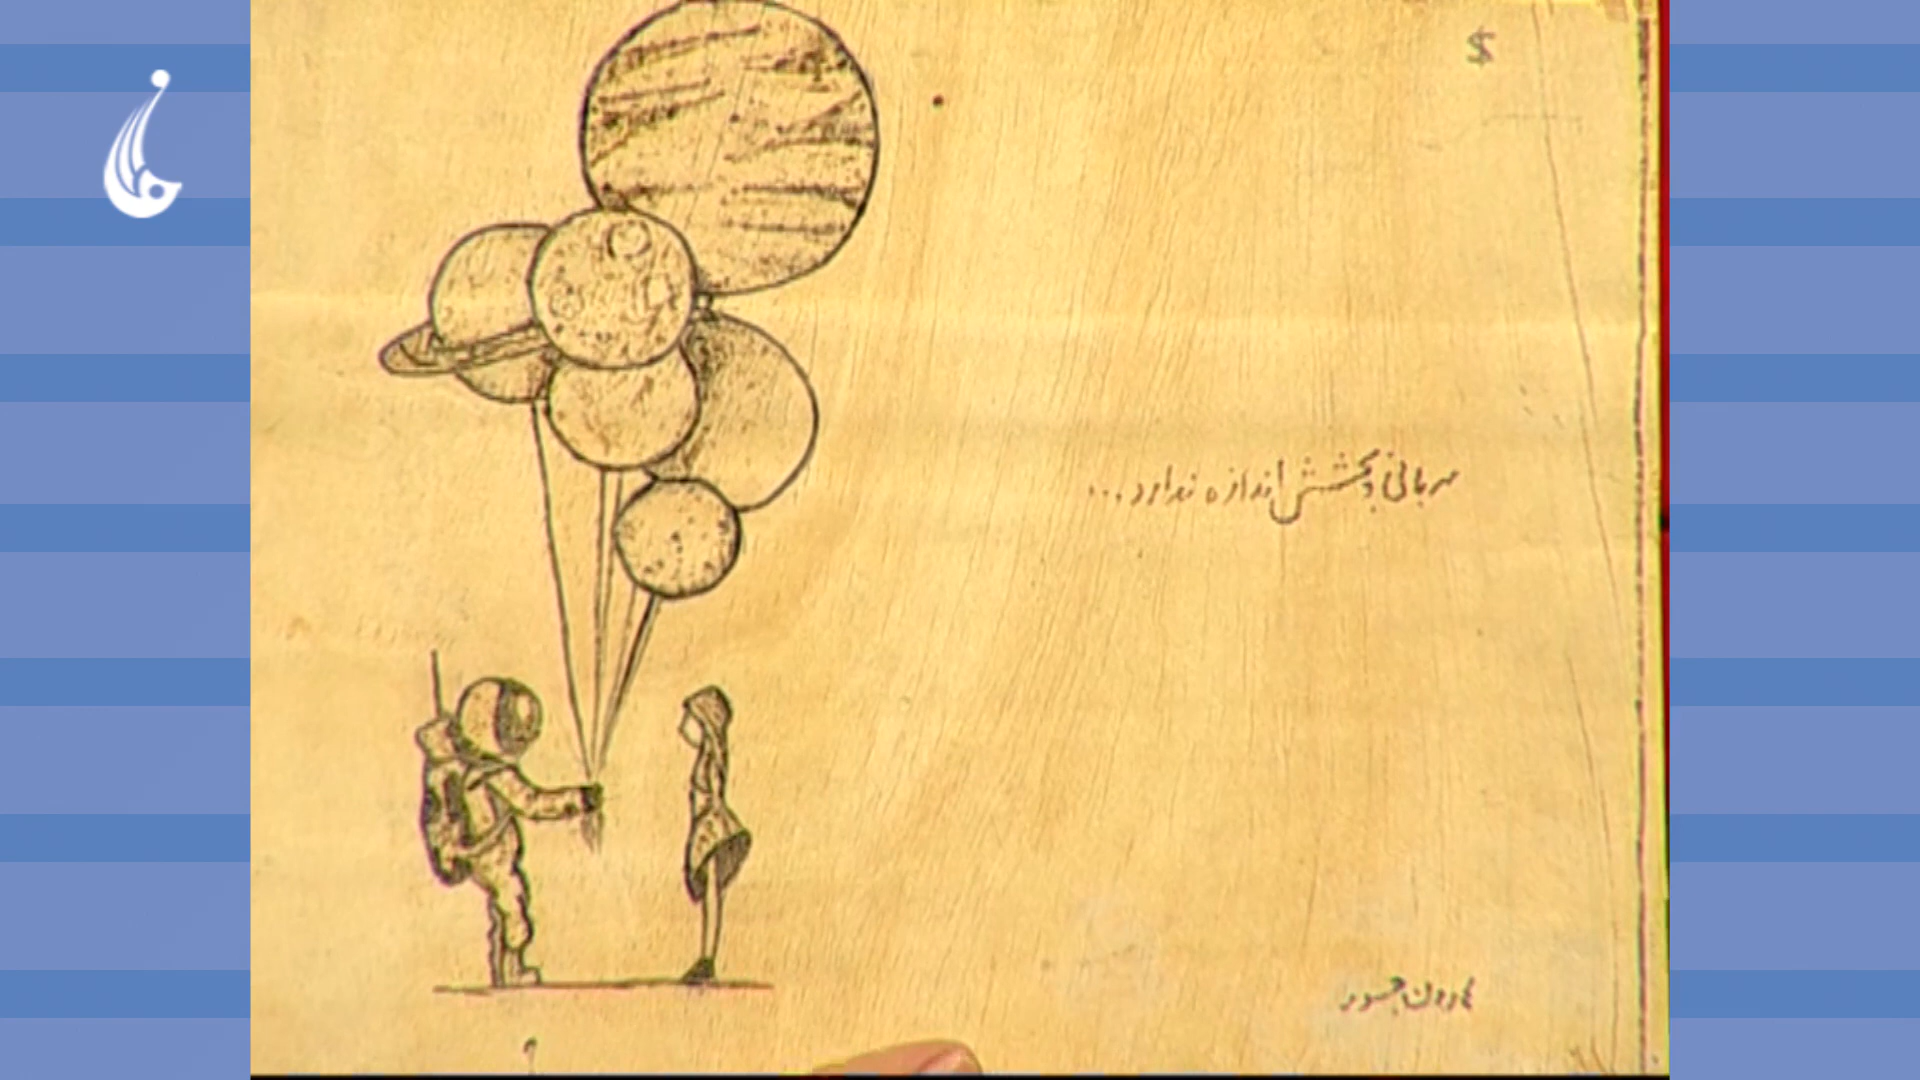 $
مهربانی و بخشش اندازه ندارد...
هارون جسور